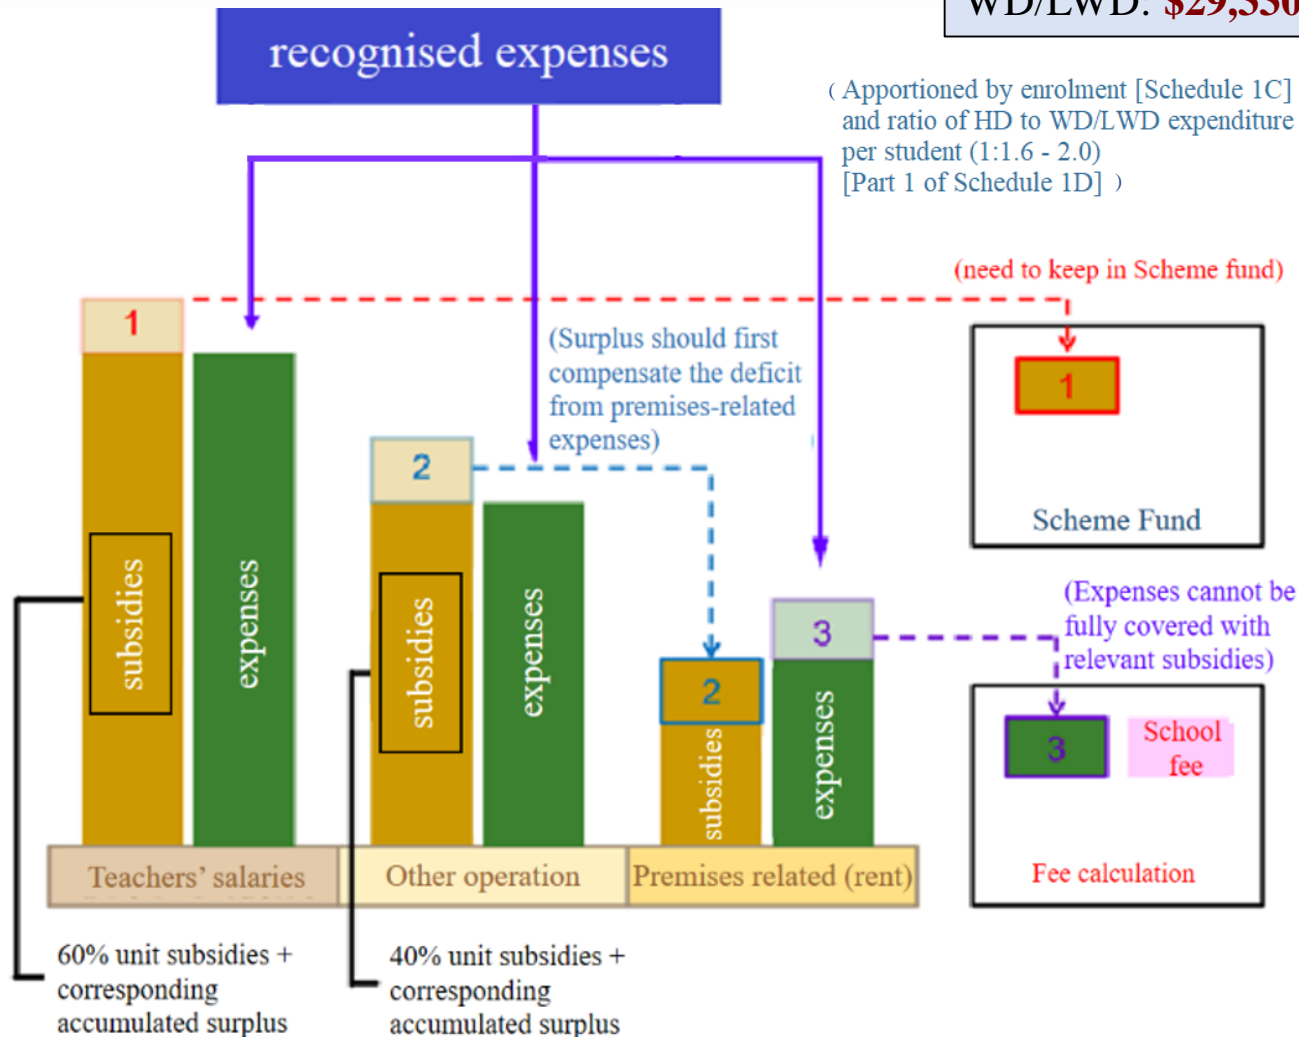 WD/LWD: $29,330
recognised expenses
( Apportioned by enrolment [Schedule 1C]
and ratio of HD to WD/LWD expenditure
per student (1:1.6 - 2.0)
[Part 1 of Schedule 1D] )
(need to keep in Scheme fund)
1
(Surplus should first
compensate the deficit
from premises-related
expenses)
1
2
Scheme Fund
subsidies
expenses
subsidies
expenses
(Expenses cannot be
fully covered with
relevant subsidies)
3
2
subsidies
expenses
3
School
fee
Fee calculation
Teachers’ salaries
Other operation
Premises related (rent)
60% unit subsidies +
corresponding
accumulated surplus
40% unit subsidies +
corresponding
accumulated surplus